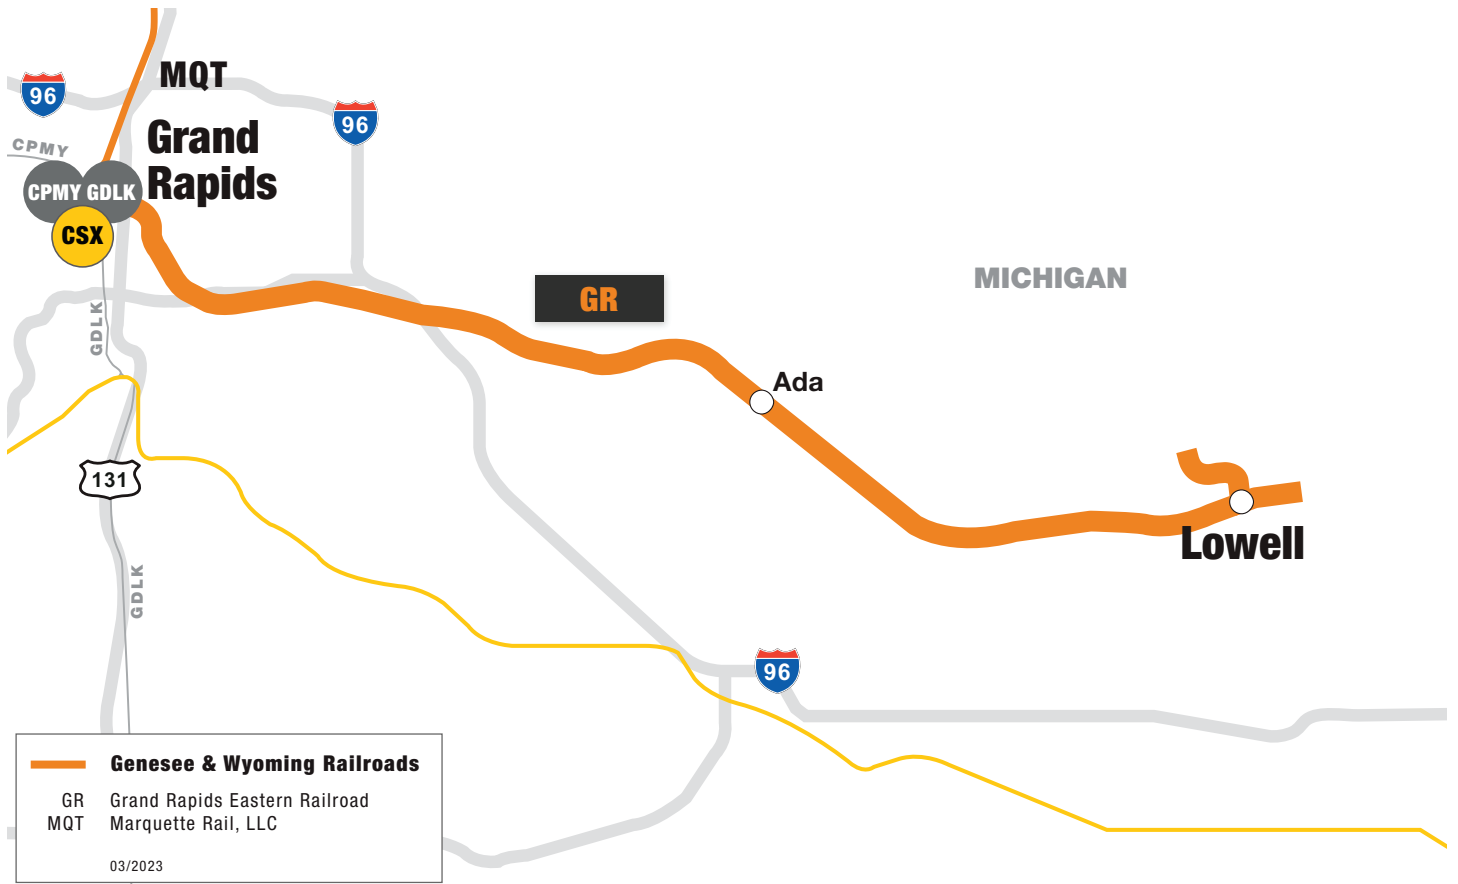 MQT
96
96
Grand
Rapids
CPMY
CPMY GDLK
CSX
GR
MICHIGAN
GDLK
Ada
131
Lowell
GDLK
96
Genesee & Wyoming Railroads
GR Grand Rapids Eastern Railroad
MQT Marquette Rail, LLC
03/2023